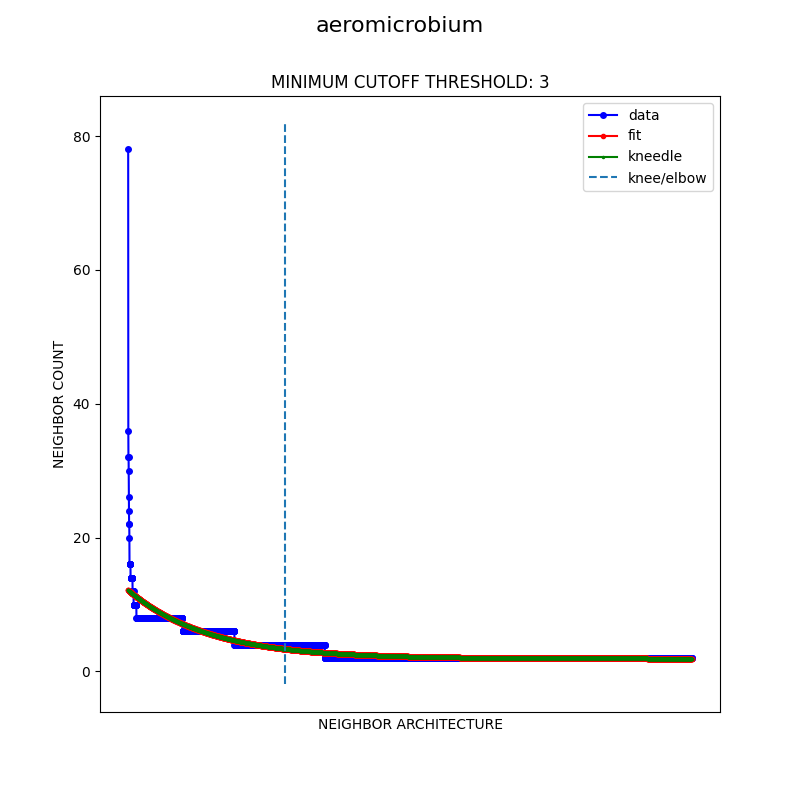 aeromicrobium
MINIMUM CUTOFF THRESHOLD: 3
data
fit
kneedle
knee/elbow
80
60
40
20
0
NEIGHBOR COUNT
NEIGHBOR ARCHITECTURE